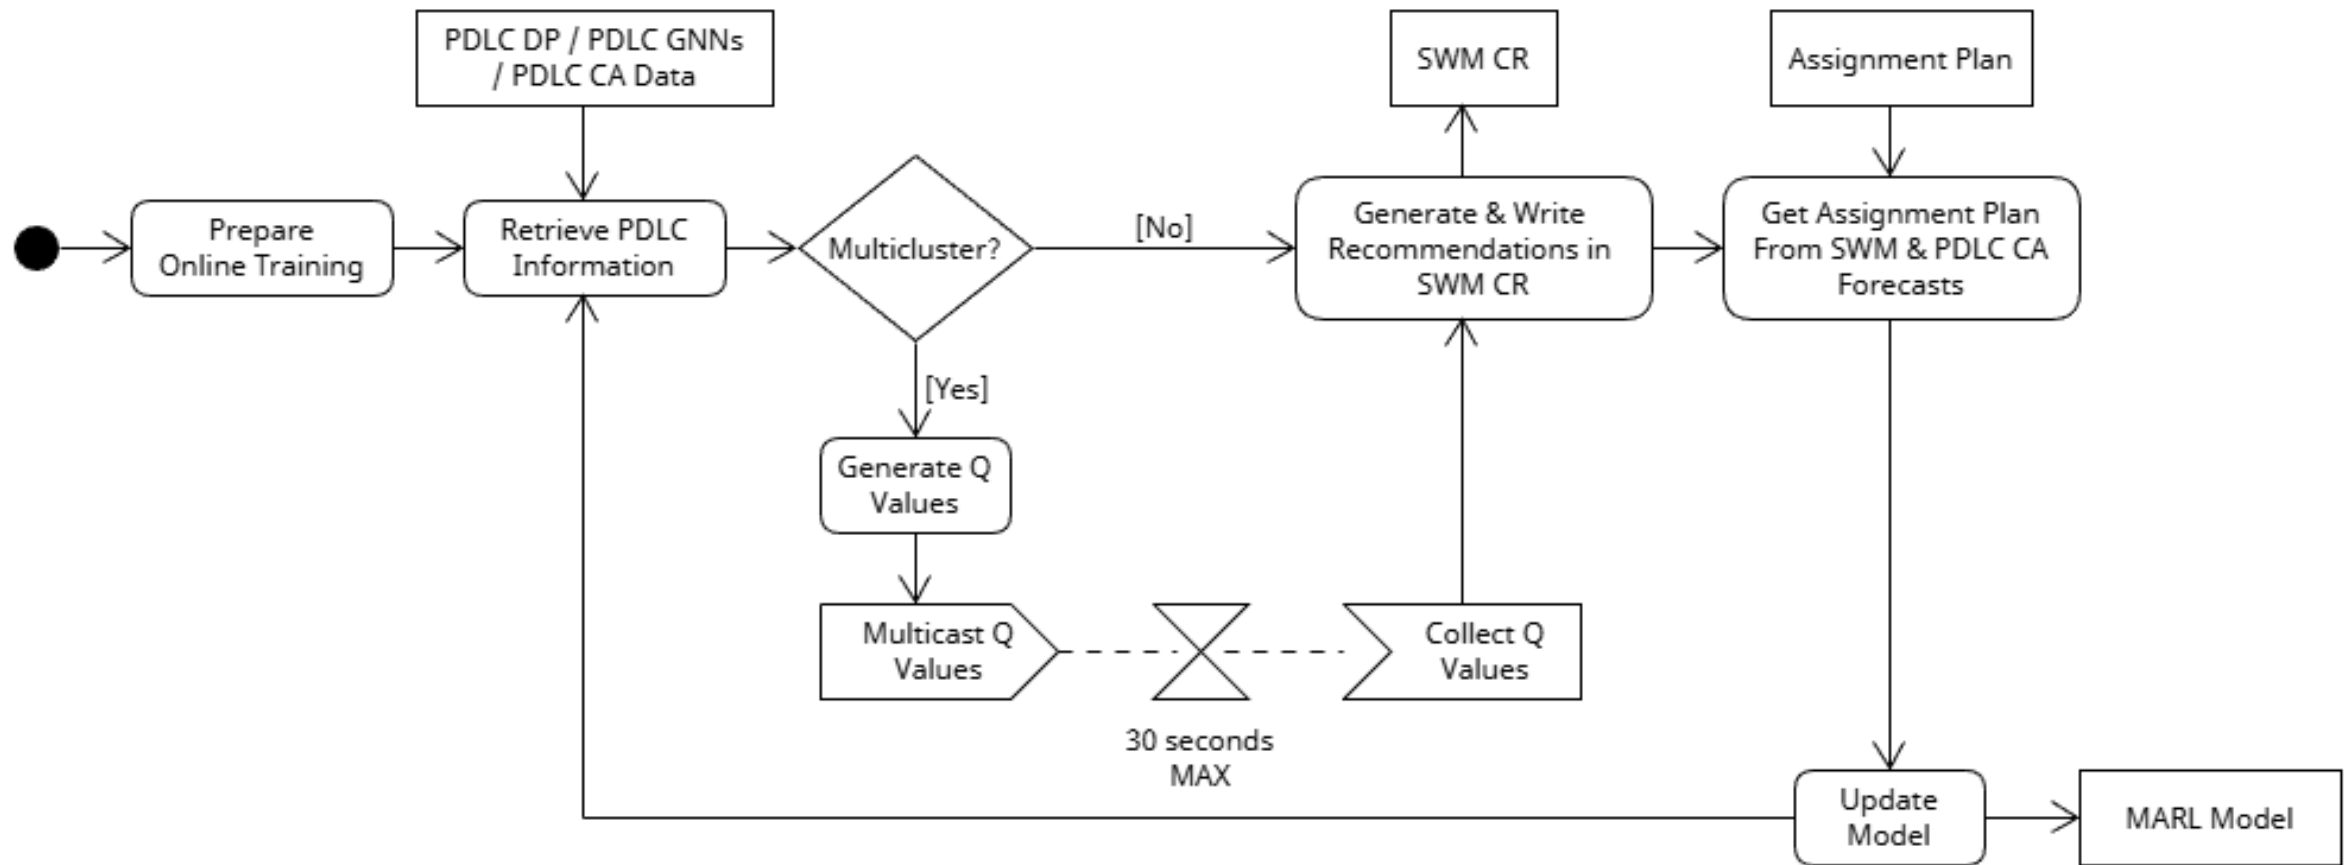 PDLC DP / PDLC GNNs
/ PDLC CA Data
SWM CR
Assignment Plan
Prepare
Online Training
Retrieve PDLC
Information
Multicluster?
[No]
Generate & Write
Recommendations in
SWM CR
Get Assignment Plan
From SWM & PDLC CA
Forecasts
[Yes]
Generate Q
Values
Multicast Q
Values
Collect Q
Values
30 seconds
MAX
Update
Model
MARL Model